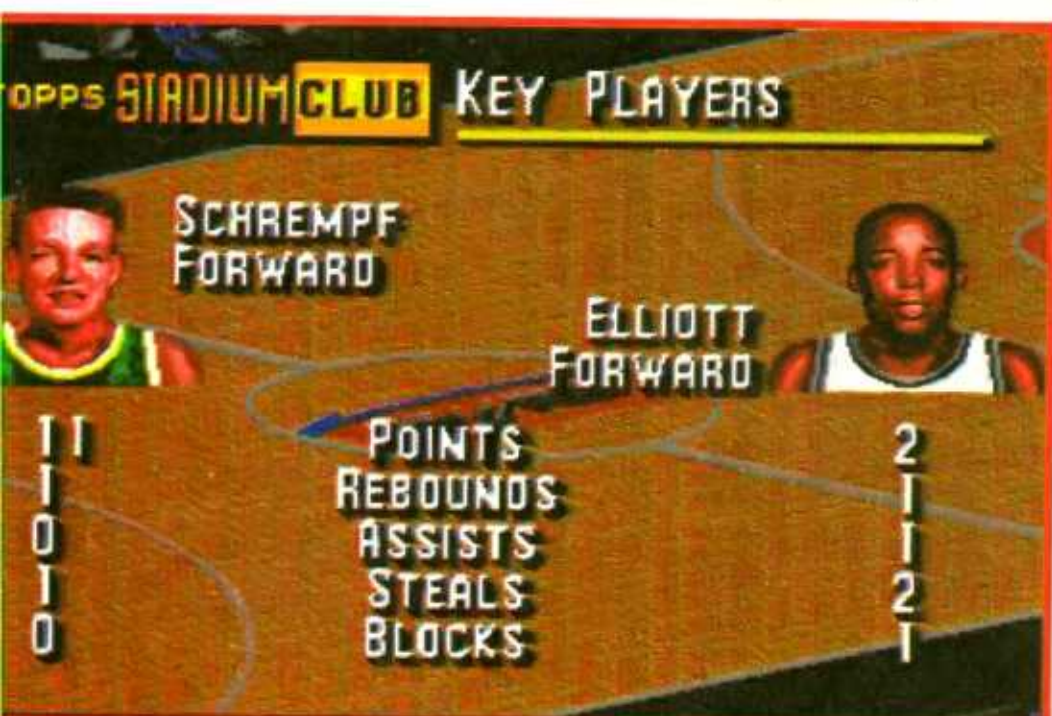 OPPS STADIUM CLUB KEY PLAYERS
SCHREMPF
FORWARD
ELLIOTT
FORWARD
11 POINTS 2
1 REBOUNDS 1
0 ASSISTS 1
1 STEALS 2
0 BLOCKS 1